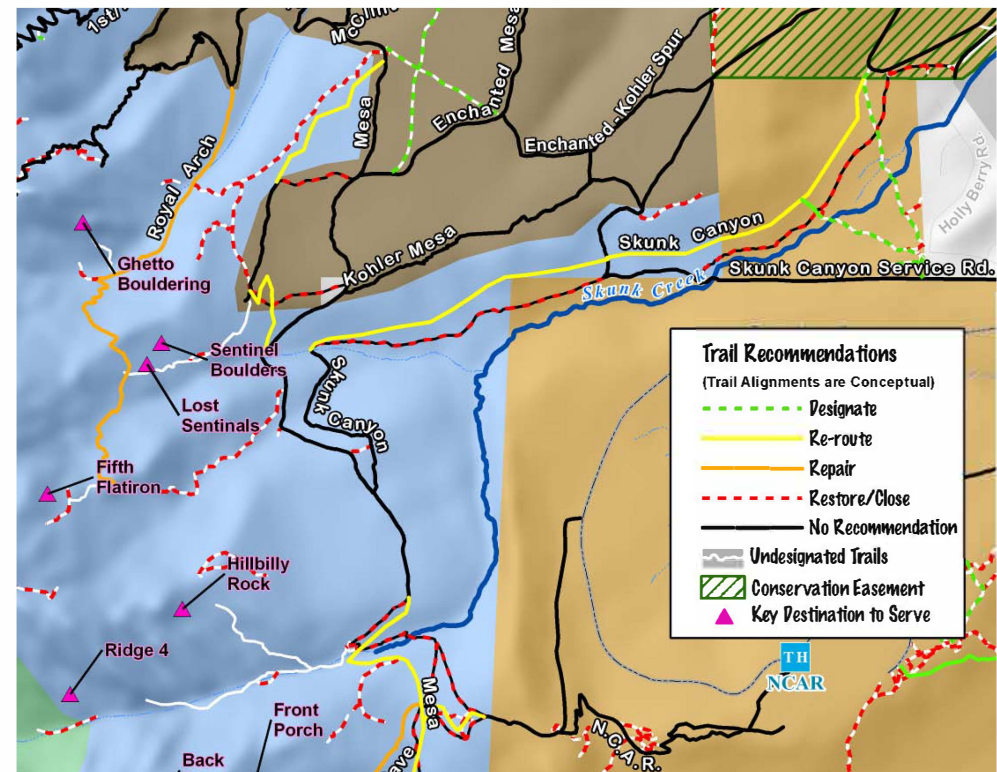 1st/
McClin
Mesa
Enchanted Mesa
Enchanted-Kohler Spur
Mesa
Royal Arch
Holly Berry Rd.
Ghetto
Bouldering
Kohler Mesa
Skunk Canyon
Skunk Canyon Service Rd.
Skunk Creek
Sentinel
Boulders
Skunk
Canyon
Lost
Sentinals
Fifth
Flatiron
Hillbilly
Rock
Ridge 4
Front
Porch
Mesa
ave
Back
N.C.A.R.
TH
NCAR
Trail Recommendations
(Trail Alignments are Conceptual)
Designate
Re-route
Repair
Restore/Close
No Recommendation
Undesignated Trails
Conservation Easement
Key Destination to Serve